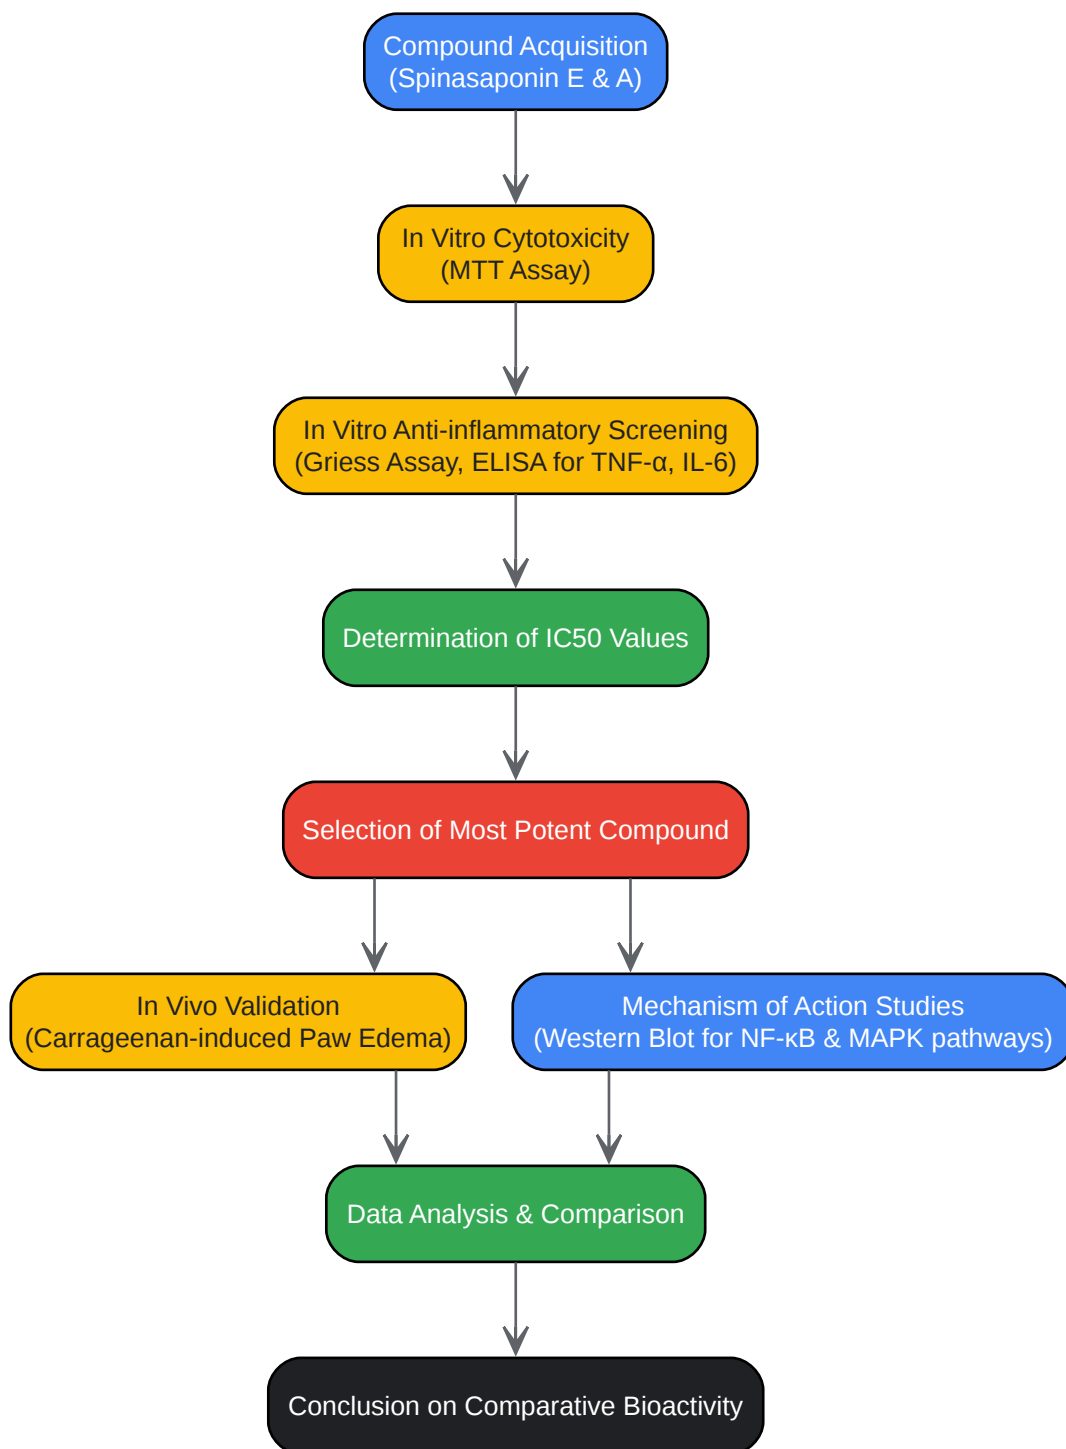 Compound Acquisition
(Spinasaponin E & A)
In Vitro Cytotoxicity
(MTT Assay)
In Vitro Anti-inflammatory Screening
(Griess Assay, ELISA for TNF-α, IL-6)
Determination of IC50 Values
Selection of Most Potent Compound
In Vivo Validation
(Carrageenan-induced Paw Edema)
Mechanism of Action Studies
(Western Blot for NF-κB & MAPK pathways)
Data Analysis & Comparison
Conclusion on Comparative Bioactivity